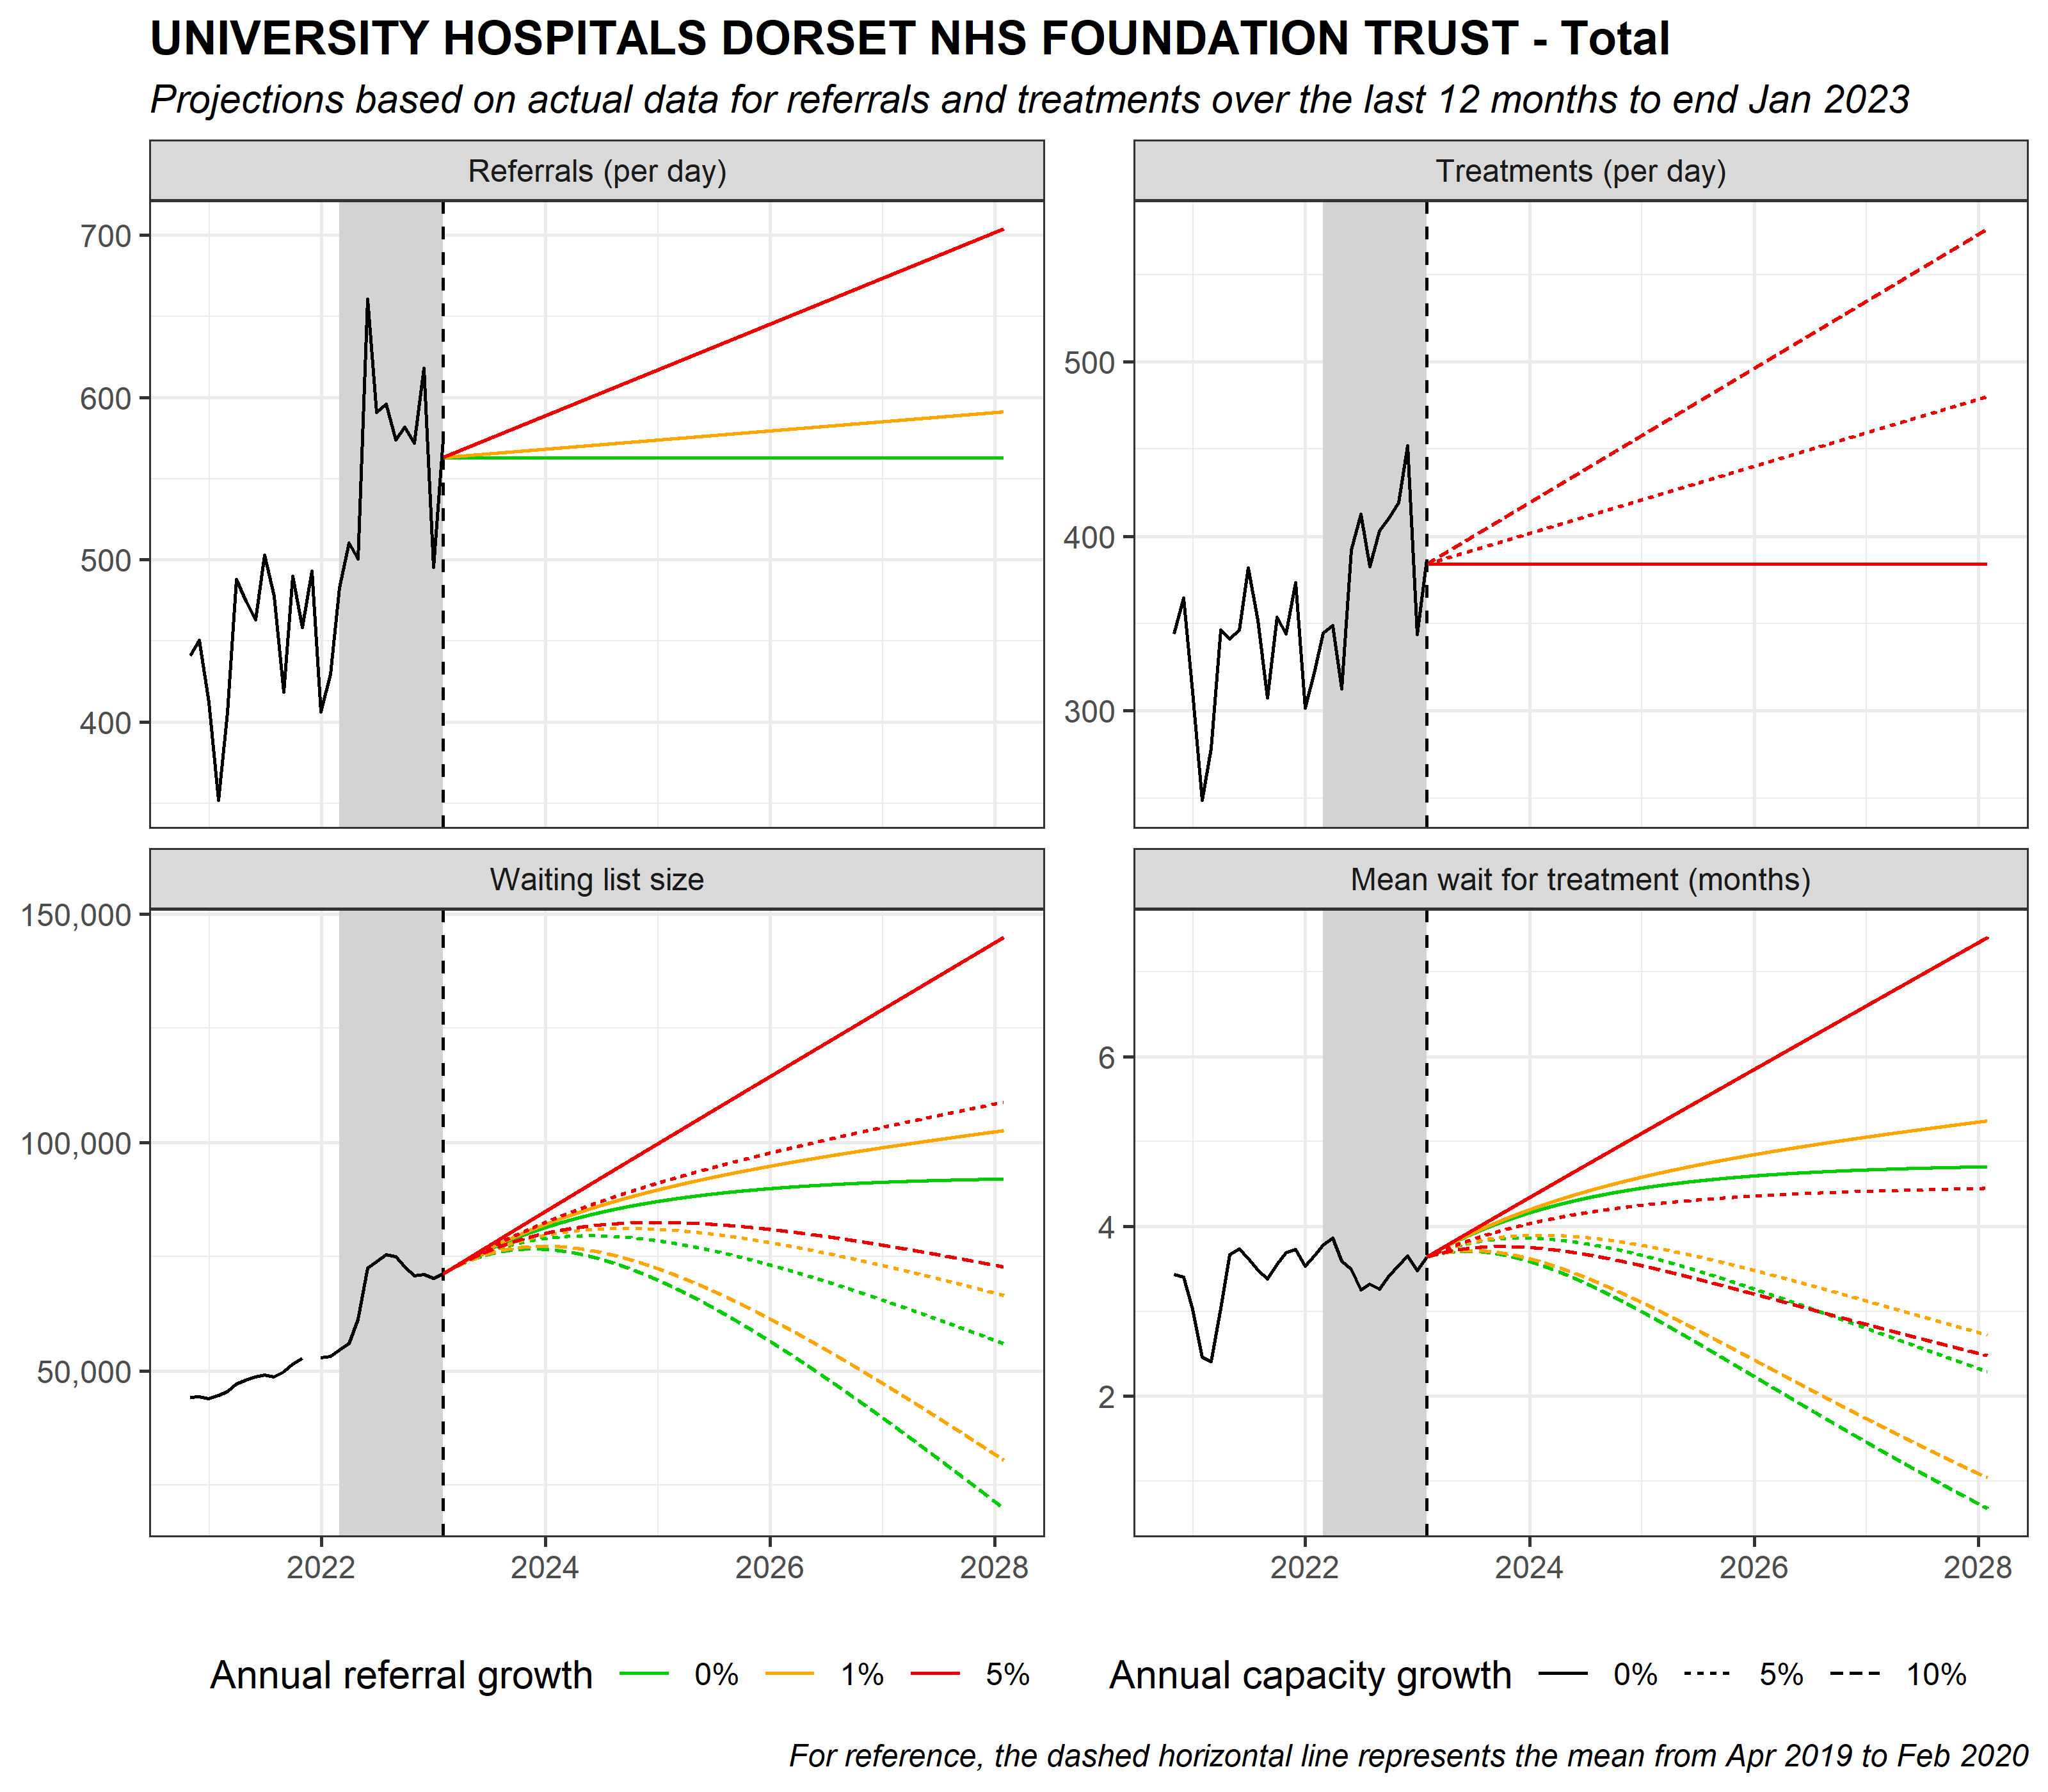 UNIVERSITY HOSPITALS DORSET NHS FOUNDATION TRUST - Total
Projections based on actual data for referrals and treatments over the last 12 months to end Jan 2023
Referrals (per day)
700
600
500
400
Treatments (per day)
500
400
300
Waiting list size
150,000
100,000
50,000
2022 2024 2026 2028
Mean wait for treatment (months)
6
4
2
2022 2024 2026 2028
Annual referral growth 0% 1% 5%
Annual capacity growth 0% 5% 10%
For reference, the dashed horizontal line represents the mean from Apr 2019 to Feb 2020